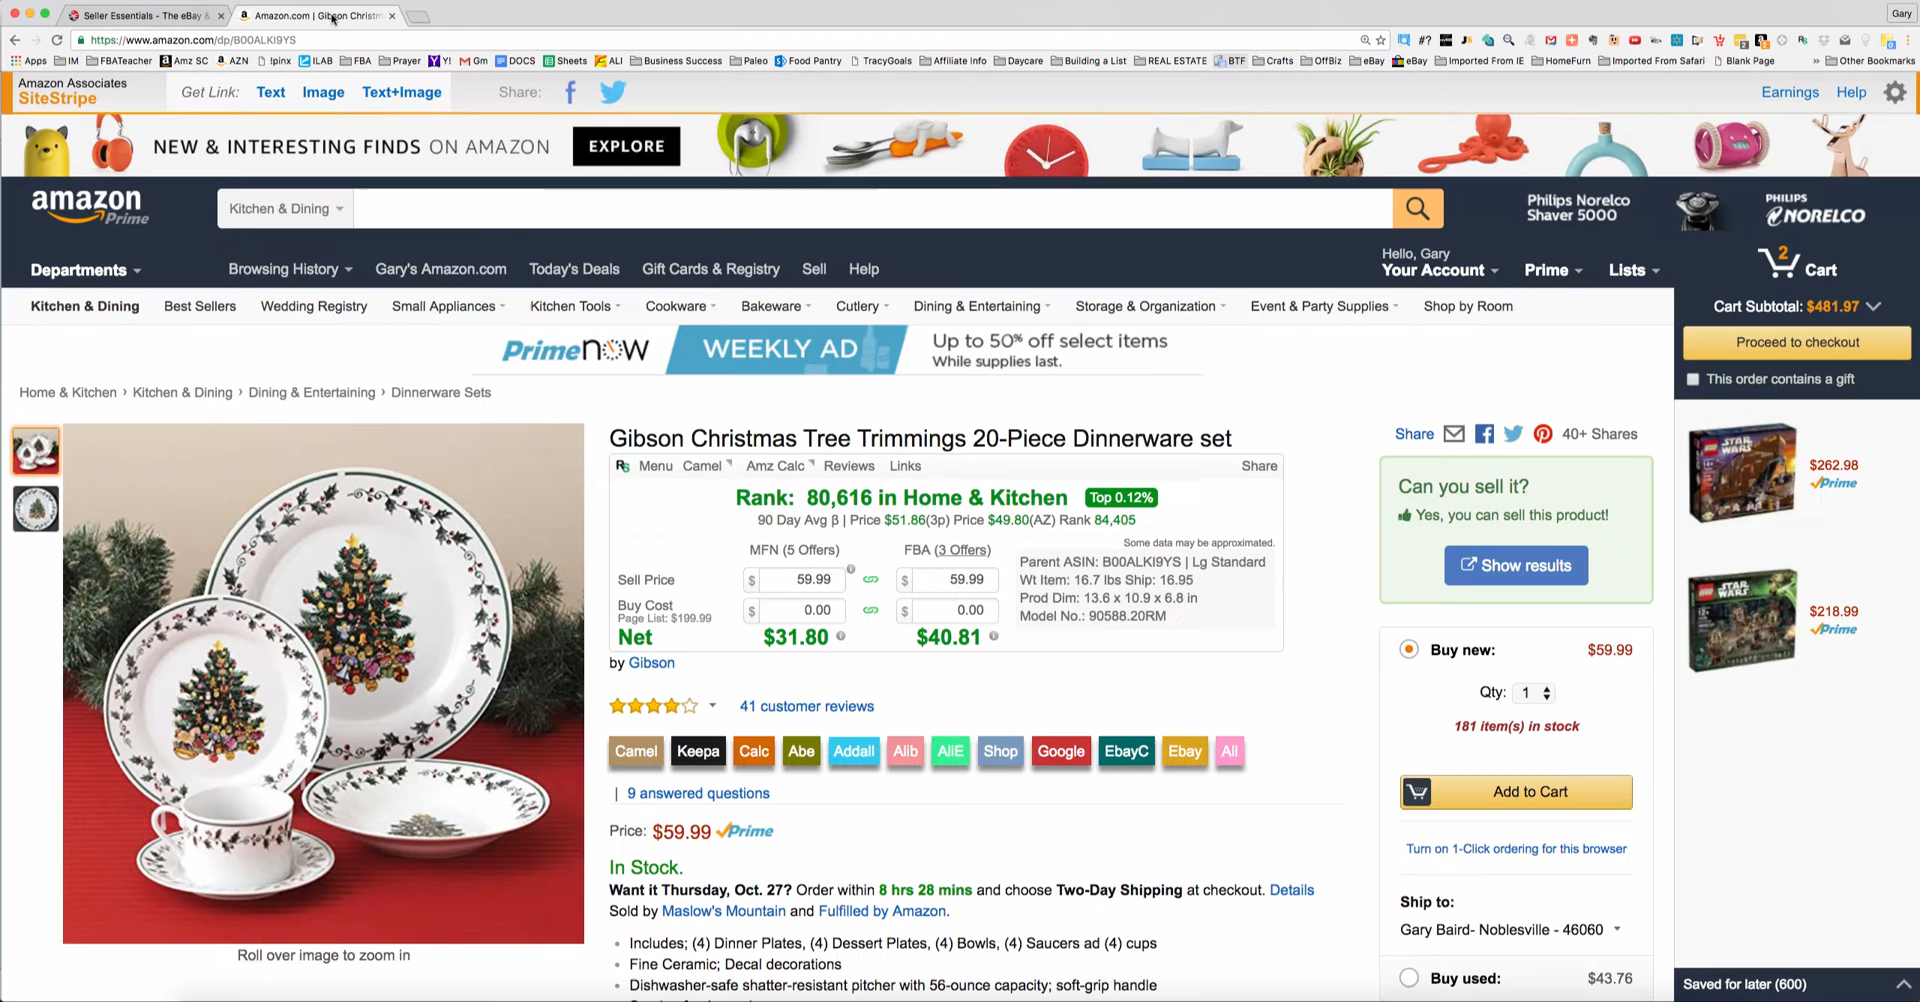 Seller Essentials - The eBay &
Amazon.com | Gibson Christm
Gary
https://www.amazon.com/dp/B00ALKI9YS
#?
Apps IM FBATeacher Amz SC AZN !pinx ILAB FBA Prayer Y! Gm DOCS Sheets ALI Business Success Paleo Food Pantry TracyGoals Affiliate Info Daycare Building a List REAL ESTATE BTF Crafts OffBiz eBay eBay Imported From IE HomeFurn Imported From Safari Blank Page » Other Bookmarks
Amazon Associates
SiteStripe
Get Link: Text Image Text+Image Share: Earnings Help
NEW & INTERESTING FINDS ON AMAZON EXPLORE
amazon Prime
Kitchen & Dining
Philips Norelco
Shaver 5000
PHILIPS
NORELCO
Departments Browsing History Gary's Amazon.com Today's Deals Gift Cards & Registry Sell Help
Hello, Gary
Your Account Prime Lists 2 Cart
Kitchen & Dining Best Sellers Wedding Registry Small Appliances Kitchen Tools Cookware Bakeware Cutlery Dining & Entertaining Storage & Organization Event & Party Supplies Shop by Room
Cart Subtotal: $481.97
Proceed to checkout
This order contains a gift
PrimeNOW WEEKLY AD Up to 50% off select items
While supplies last.
Home & Kitchen › Kitchen & Dining › Dining & Entertaining › Dinnerware Sets
Gibson Christmas Tree Trimmings 20-Piece Dinnerware set
Rs Menu Camel Amz Calc Reviews Links Share
Rank: 80,616 in Home & Kitchen Top 0.12%
90 Day Avg β | Price $51.86(3p) Price $49.80(AZ) Rank 84,405
Some data may be approximated.
MFN (5 Offers) FBA (3 Offers)
Sell Price $ 59.99 $ 59.99
Buy Cost $ 0.00 $ 0.00
Page List: $199.99
Net $31.80 $40.81
Parent ASIN: B00ALKI9YS | Lg Standard
Wt Item: 16.7 lbs Ship: 16.95
Prod Dim: 13.6 x 10.9 x 6.8 in
Model No.: 90588.20RM
by Gibson
41 customer reviews
Camel Keepa Calc Abe Addall Alib AliE Shop Google EbayC Ebay All
| 9 answered questions
Price: $59.99 Prime
In Stock.
Want it Thursday, Oct. 27? Order within 8 hrs 28 mins and choose Two-Day Shipping at checkout. Details
Sold by Maslow's Mountain and Fulfilled by Amazon.
• Includes; (4) Dinner Plates, (4) Dessert Plates, (4) Bowls, (4) Saucers ad (4) cups
• Fine Ceramic; Decal decorations
• Dishwasher-safe shatter-resistant pitcher with 56-ounce capacity; soft-grip handle
Roll over image to zoom in
Share 40+ Shares
Can you sell it?
Yes, you can sell this product!
Show results
Buy new: $59.99
Qty: 1
181 item(s) in stock
Add to Cart
Turn on 1-Click ordering for this browser
Ship to:
Gary Baird- Noblesville - 46060
Buy used: $43.76
STAR WARS
$262.98
Prime
STAR WARS
$218.99
Prime
Saved for later (600)